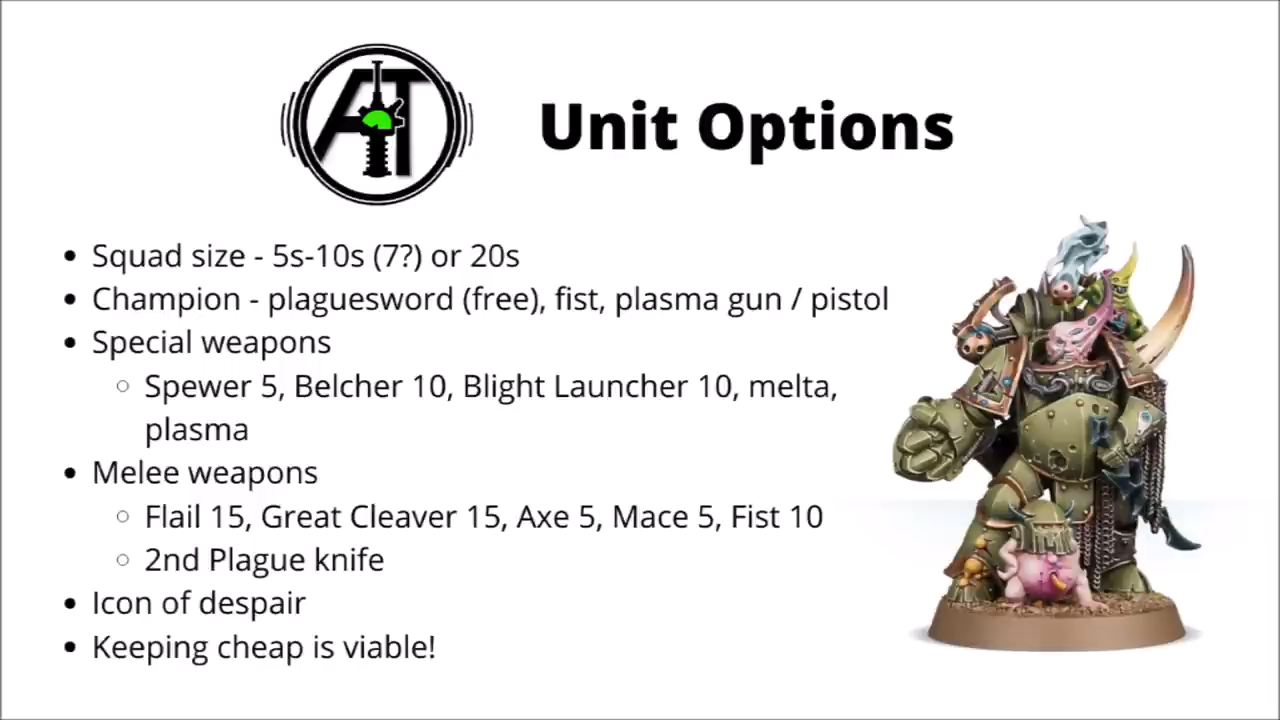 AT
Unit Options
• Squad size - 5s-10s (7?) or 20s
• Champion - plaguesword (free), fist, plasma gun / pistol
• Special weapons
○ Spewer 5, Belcher 10, Blight Launcher 10, melta,
plasma
• Melee weapons
○ Flail 15, Great Cleaver 15, Axe 5, Mace 5, Fist 10
○ 2nd Plague knife
• Icon of despair
• Keeping cheap is viable!